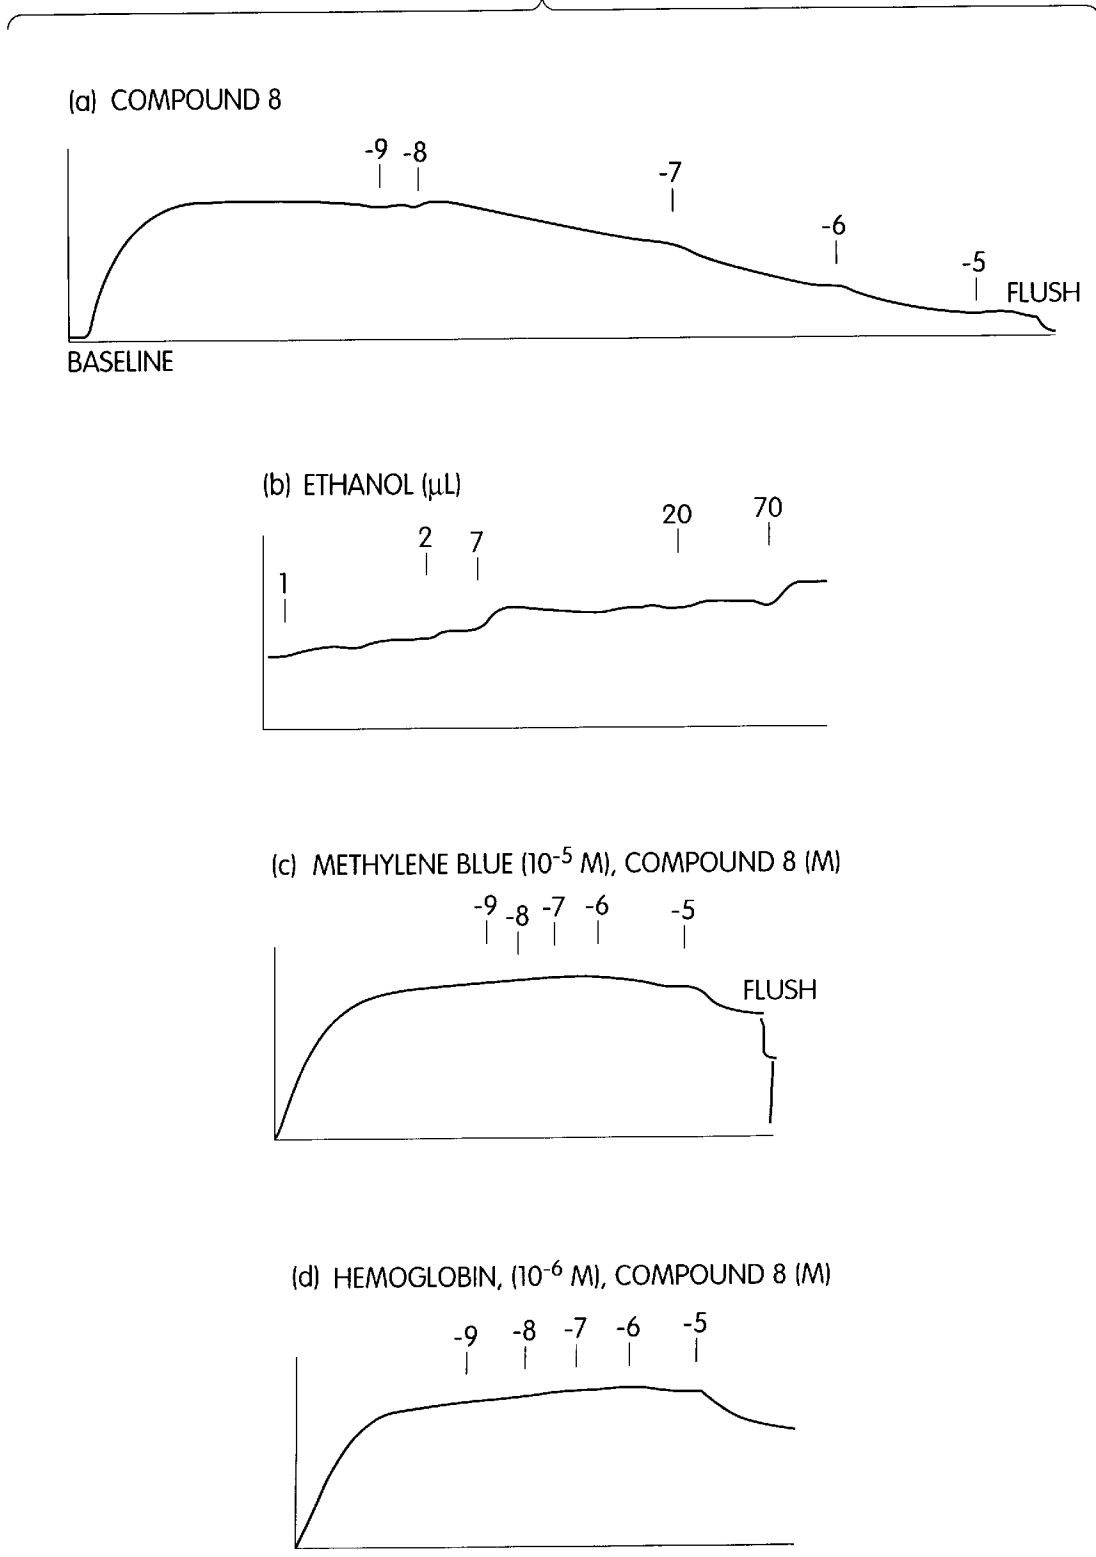 (a) COMPOUND 8
-9 -8
-7
-6
-5
FLUSH
BASELINE
(b) ETHANOL (μL)
1
2 7
20 70
(c) METHYLENE BLUE (10⁻⁵ M), COMPOUND 8 (M)
-9 -8 -7 -6 -5
FLUSH
(d) HEMOGLOBIN, (10⁻⁶ M), COMPOUND 8 (M)
-9 -8 -7 -6 -5